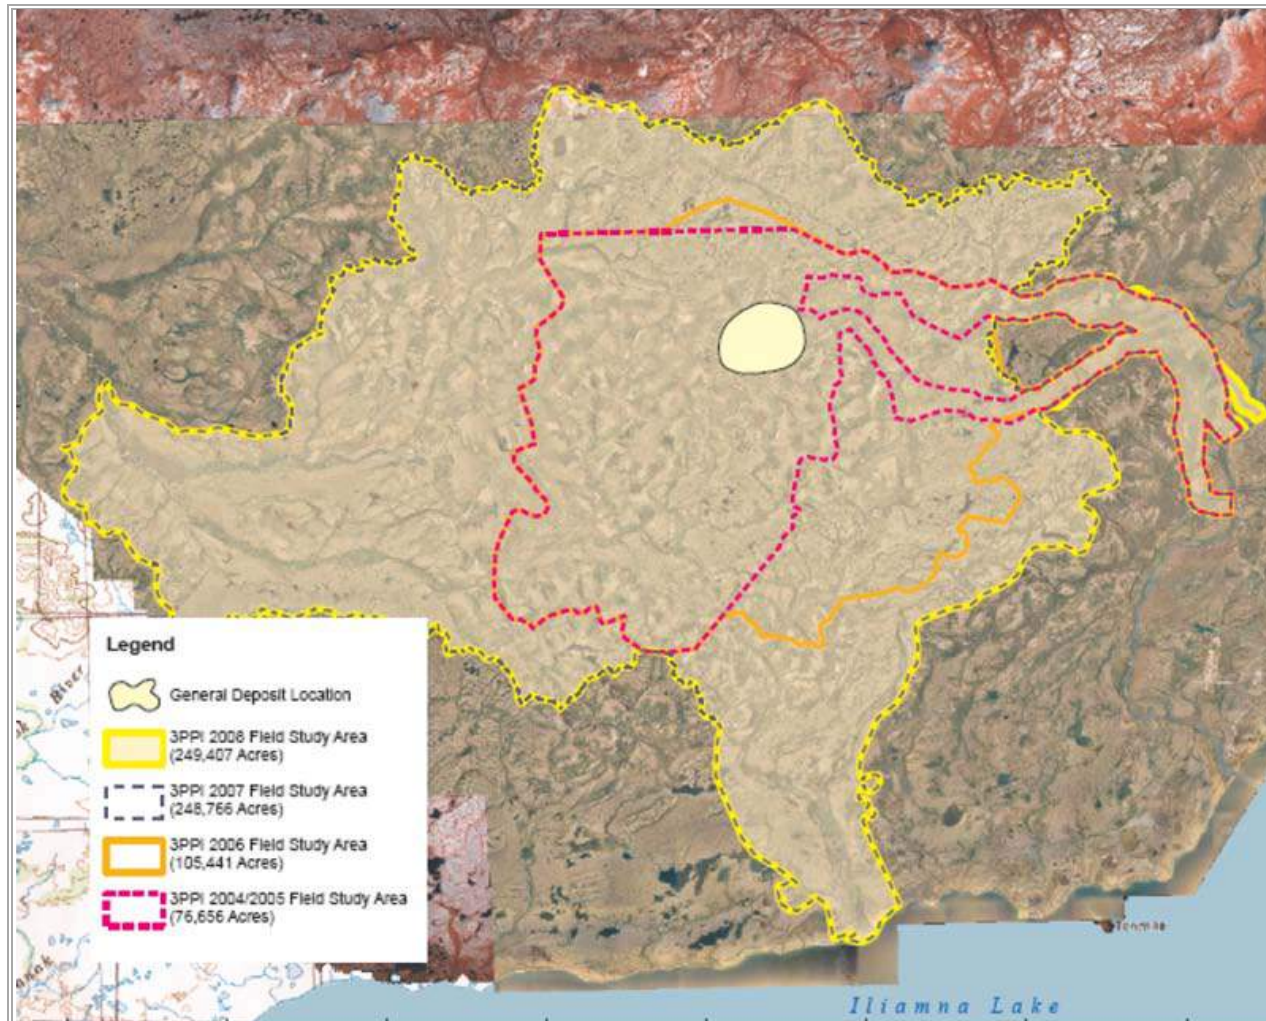 Legend
General Deposit Location
3PPI 2008 Field Study Area
(249,407 Acres)
3PPI 2007 Field Study Area
(248,766 Acres)
3PPI 2006 Field Study Area
(105,441 Acres)
3PPI 2004/2005 Field Study Area
(76,656 Acres)
River
Iliamna Lake